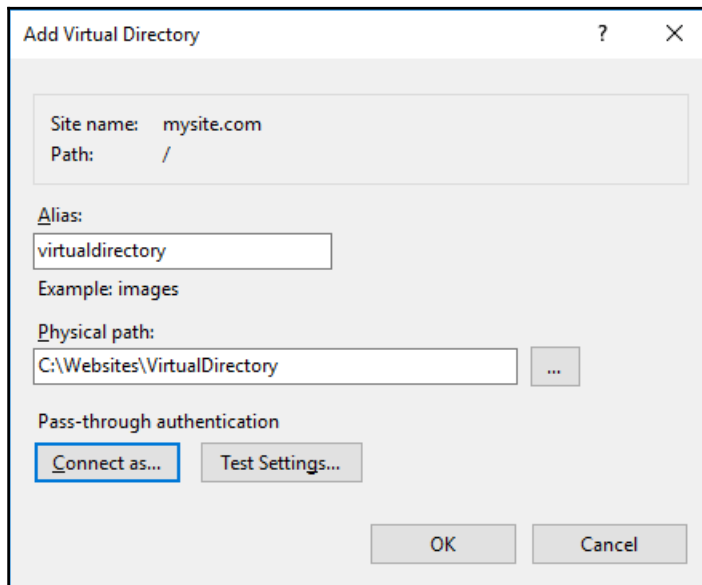 Add Virtual Directory ?
Site name: mysite.com
Path: /
Alias:
virtualdirectory
Example: images
Physical path:
C:\Websites\VirtualDirectory ...
Pass-through authentication
Connect as... Test Settings...
OK Cancel